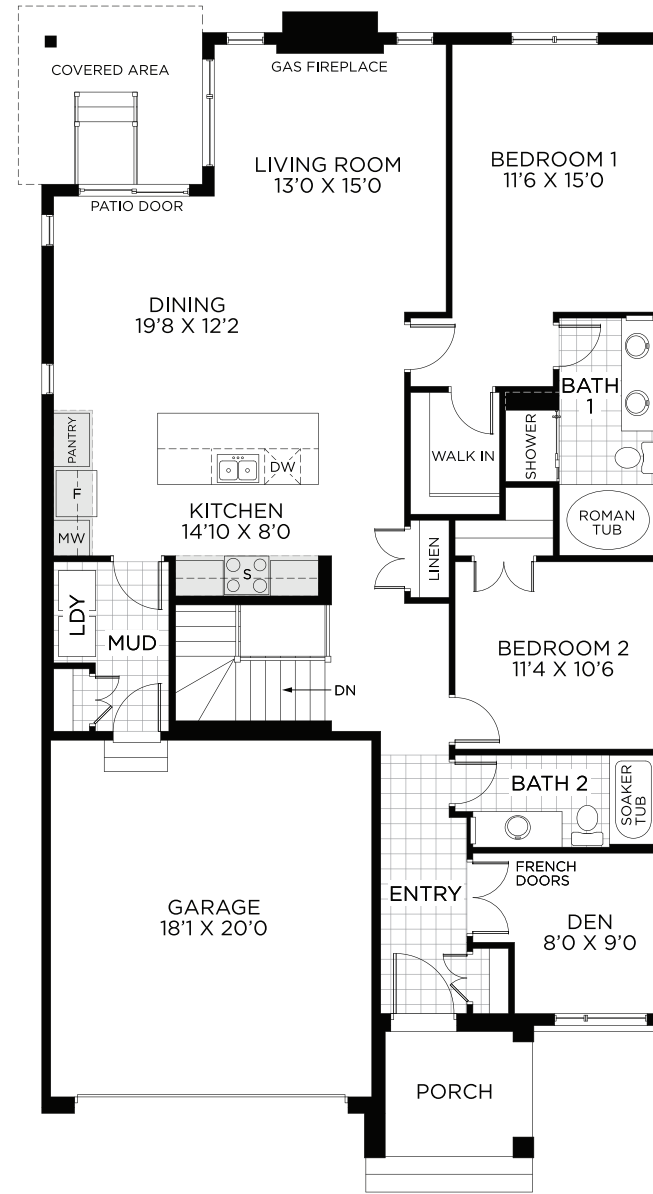 COVERED AREA
GAS FIREPLACE
LIVING ROOM
13'0 X 15'0
BEDROOM 1
11'6 X 15'0
PATIO DOOR
DINING
19'8 X 12'2
BATH
1
PANTRY
F
MW
DW
WALK IN
SHOWER
KITCHEN
14'10 X 8'0
ROMAN
TUB
S
LINEN
LDY
MUD
BEDROOM 2
11'4 X 10'6
DN
BATH 2
SOAKER
TUB
FRENCH
DOORS
ENTRY
GARAGE
18'1 X 20'0
DEN
8'0 X 9'0
PORCH